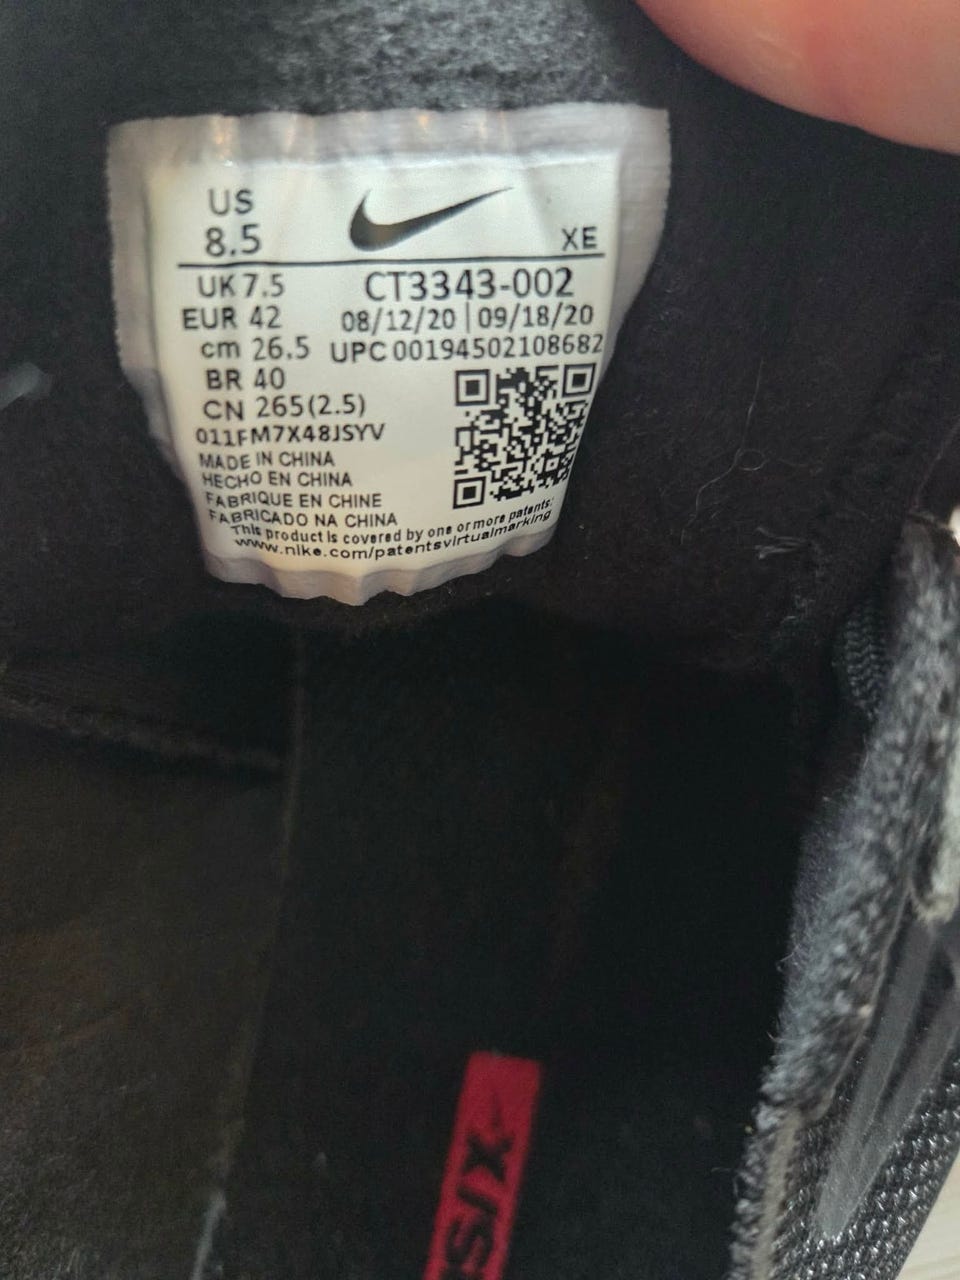 US
8.5
XE
UK 7.5
CT3343-002
EUR 42
08/12/20 | 09/18/20
cm 26.5
UPC 00194502108682
BR 40
CN 265(2.5)
011FM7X48JSYV
MADE IN CHINA
HECHO EN CHINA
FABRIQUE EN CHINE
FABRICADO NA CHINA
This product is covered by one or more patents:
www.nike.com/patentsvirtualmarking
SIX